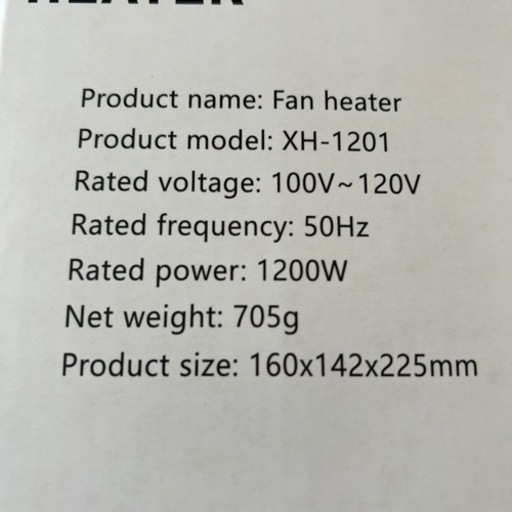 HEATER
Product name: Fan heater
Product model: XH-1201
Rated voltage: 100V~120V
Rated frequency: 50Hz
Rated power: 1200W
Net weight: 705g
Product size: 160x142x225mm